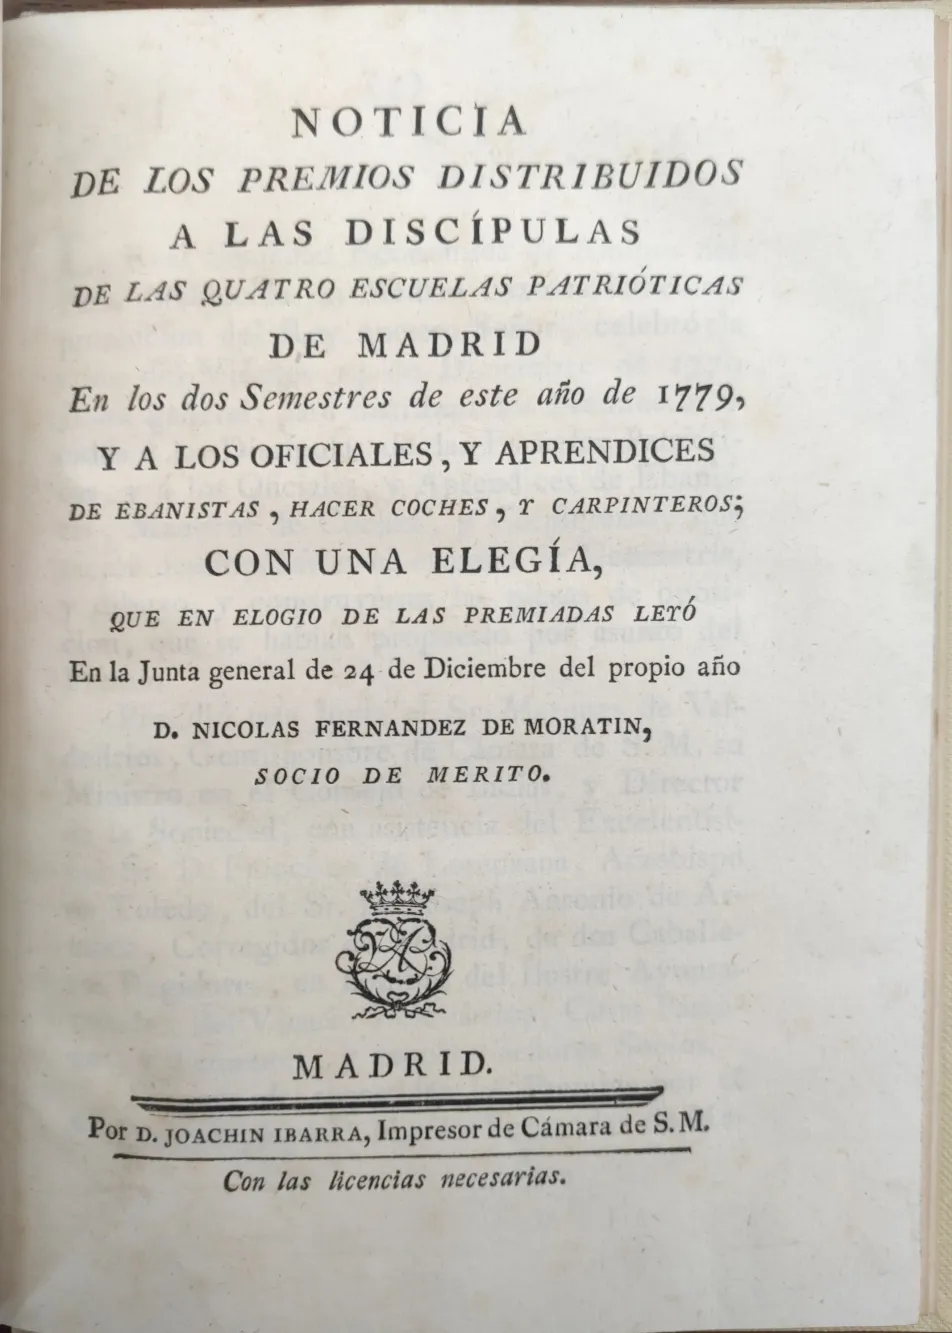 NOTICIA
DE LOS PREMIOS DISTRIBUIDOS
A LAS DISCÍPULAS
DE LAS QUATRO ESCUELAS PATRIÓTICAS
DE MADRID
En los dos Semestres de este año de 1779,
Y A LOS OFICIALES, Y APRENDICES
DE EBANISTAS, HACER COCHES, Y CARPINTEROS;
CON UNA ELEGÍA,
QUE EN ELOGIO DE LAS PREMIADAS LEYÓ
En la Junta general de 24 de Diciembre del propio año
D. NICOLAS FERNANDEZ DE MORATIN,
SOCIO DE MERITO.
MADRID.
Por D. JOACHIN IBARRA, Impresor de Cámara de S. M.
Con las licencias necesarias.